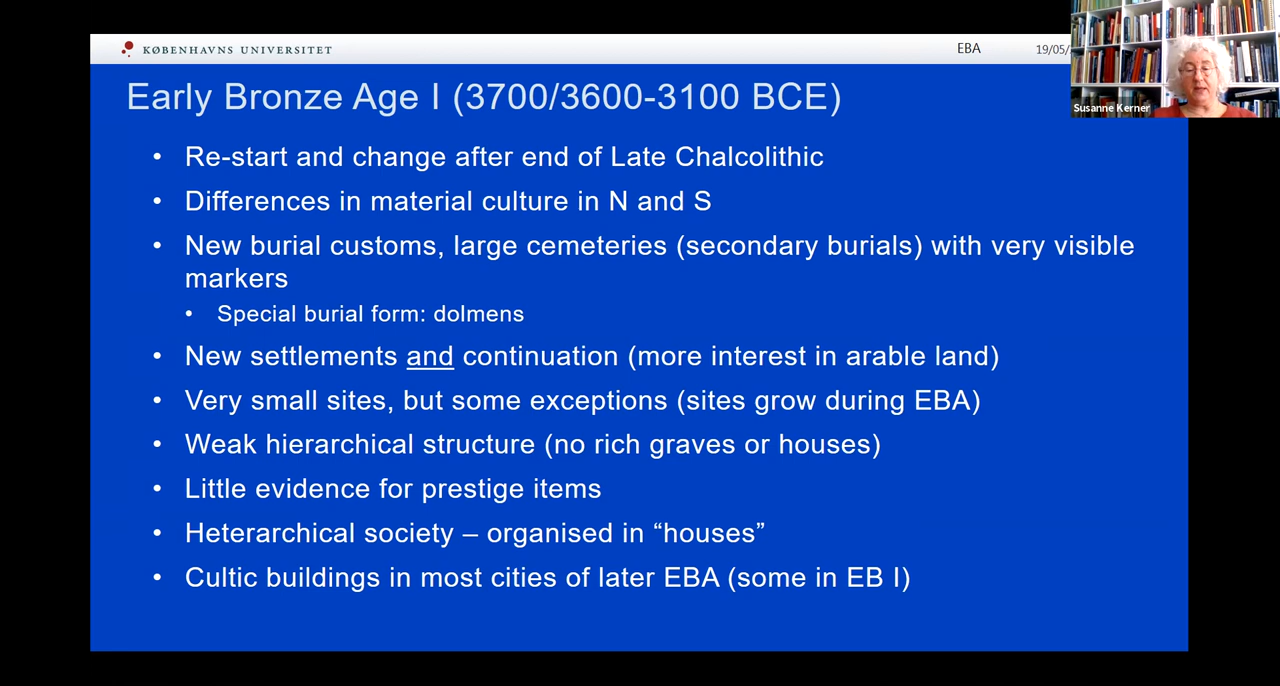 KØBENHAVNS UNIVERSITET
EBA
19/05/
Susanne Kerner
Early Bronze Age I (3700/3600-3100 BCE)
• Re-start and change after end of Late Chalcolithic
• Differences in material culture in N and S
• New burial customs, large cemeteries (secondary burials) with very visible
markers
• Special burial form: dolmens
• New settlements and continuation (more interest in arable land)
• Very small sites, but some exceptions (sites grow during EBA)
• Weak hierarchical structure (no rich graves or houses)
• Little evidence for prestige items
• Heterarchical society – organised in “houses”
• Cultic buildings in most cities of later EBA (some in EB I)